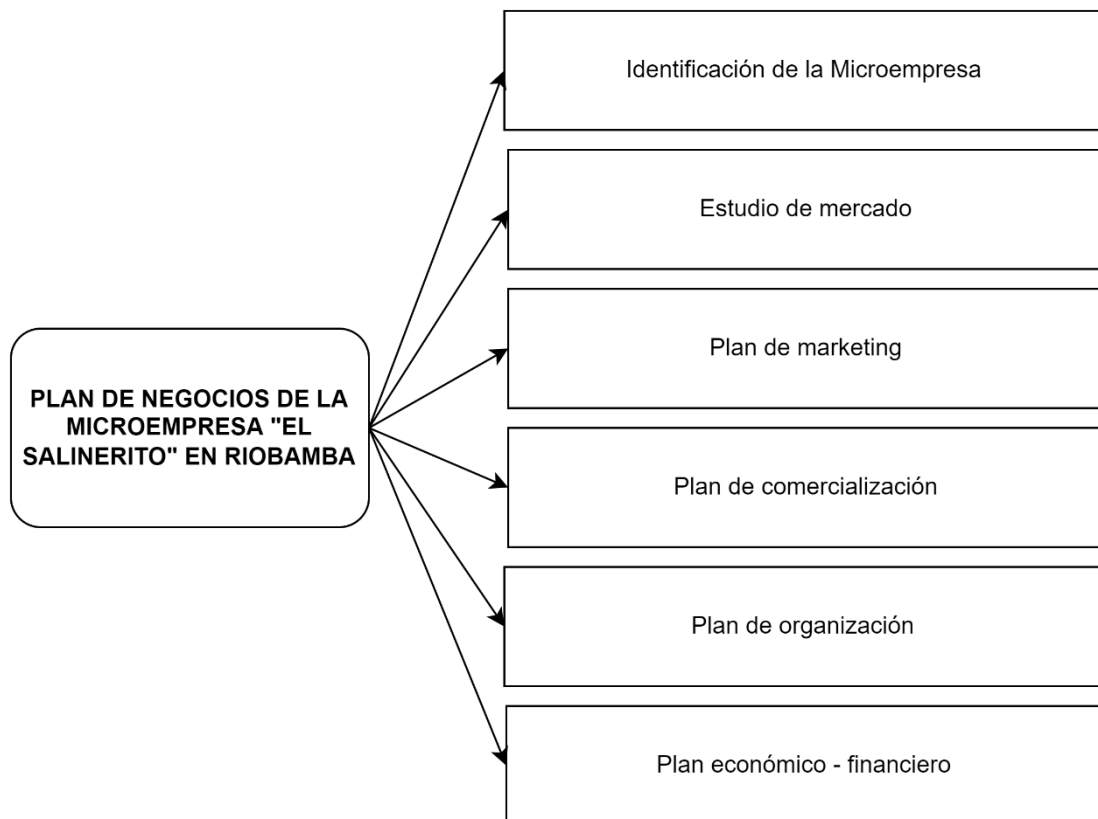 Identificación de la Microempresa
Estudio de mercado
Plan de marketing
PLAN DE NEGOCIOS DE LA
MICROEMPRESA "EL
SALINERITO" EN RIOBAMBA
Plan de comercialización
Plan de organización
Plan económico - financiero